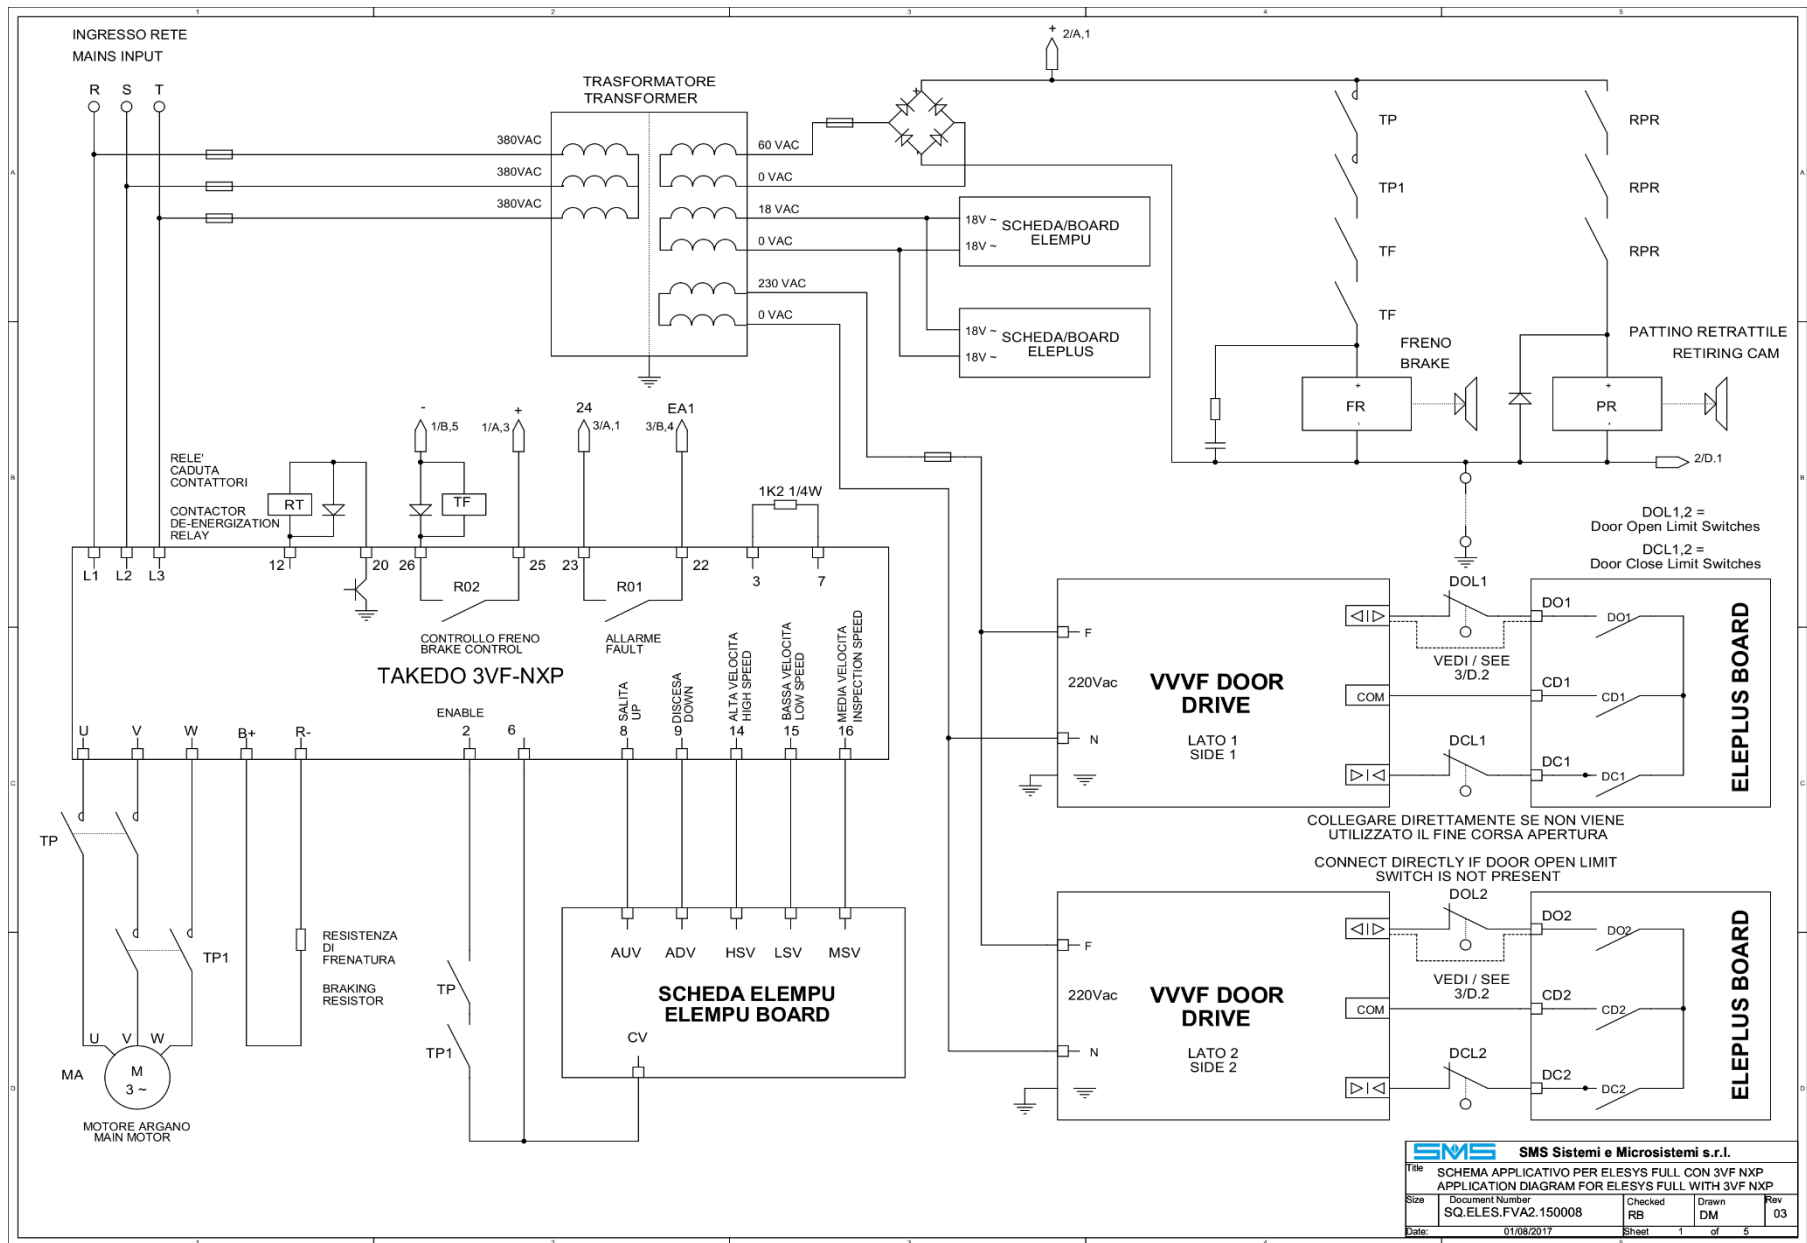 1 2 3 4 5
INGRESSO RETE
MAINS INPUT
R S T
TRASFORMATORE
TRANSFORMER
380VAC
380VAC
380VAC
60 VAC
0 VAC
18 VAC
0 VAC
230 VAC
0 VAC
+
+ 2/A,1
18V ~ SCHEDA/BOARD
ELEMPU
18V ~
18V ~ SCHEDA/BOARD
ELEPLUS
18V ~
TP
TP1
TF
TF
RPR
RPR
RPR
FRENO
BRAKE
PATTINO RETRATTILE
RETIRING CAM
+
FR
-
+
PR
-
2/D.1
RELE'
CADUTA
CONTATTORI
CONTACTOR
DE-ENERGIZATION
RELAY
RT
- 1/B,5
TF
+ 1/A,3
24 3/A,1
EA1 3/B,4
1K2 1/4W
L1 L2 L3 12 20 26 25 23 22 3 7
R02
CONTROLLO FRENO
BRAKE CONTROL
R01
ALLARME
FAULT
TAKEDO 3VF-NXP
ENABLE
SALITA
UP
DISCESA
DOWN
ALTA VELOCITA
HIGH SPEED
BASSA VELOCITA
LOW SPEED
MEDIA VELOCITA
INSPECTION SPEED
U V W B+ R- 2 6 8 9 14 15 16
TP
TP1
RESISTENZA
DI
FRENATURA
BRAKING
RESISTOR
TP
TP1
U V W
MA
M
3 ~
MOTORE ARGANO
MAIN MOTOR
AUV ADV HSV LSV MSV
SCHEDA ELEMPU
ELEMPU BOARD
CV
DOL1,2 =
Door Open Limit Switches
DCL1,2 =
Door Close Limit Switches
F
220Vac
N
VVVF DOOR
DRIVE
LATO 1
SIDE 1
COM
DOL1
VEDI / SEE
3/D.2
DCL1
DO1
CD1
DC1
DO1
CD1
DC1
ELEPLUS BOARD
COLLEGARE DIRETTAMENTE SE NON VIENE
UTILIZZATO IL FINE CORSA APERTURA
CONNECT DIRECTLY IF DOOR OPEN LIMIT
SWITCH IS NOT PRESENT
F
220Vac
N
VVVF DOOR
DRIVE
LATO 2
SIDE 2
COM
DOL2
VEDI / SEE
3/D.2
DCL2
DO2
CD2
DC2
DO2
CD2
DC2
ELEPLUS BOARD
SMS SMS Sistemi e Microsistemi s.r.l.
Title SCHEMA APPLICATIVO PER ELESYS FULL CON 3VF NXP
APPLICATION DIAGRAM FOR ELESYS FULL WITH 3VF NXP
Size Document Number Checked Drawn Rev
SQ.ELES.FVA2.150008 RB DM 03
Date: 01/08/2017 Sheet 1 of 5
A B C D
A B C D
1 2 3 4 5